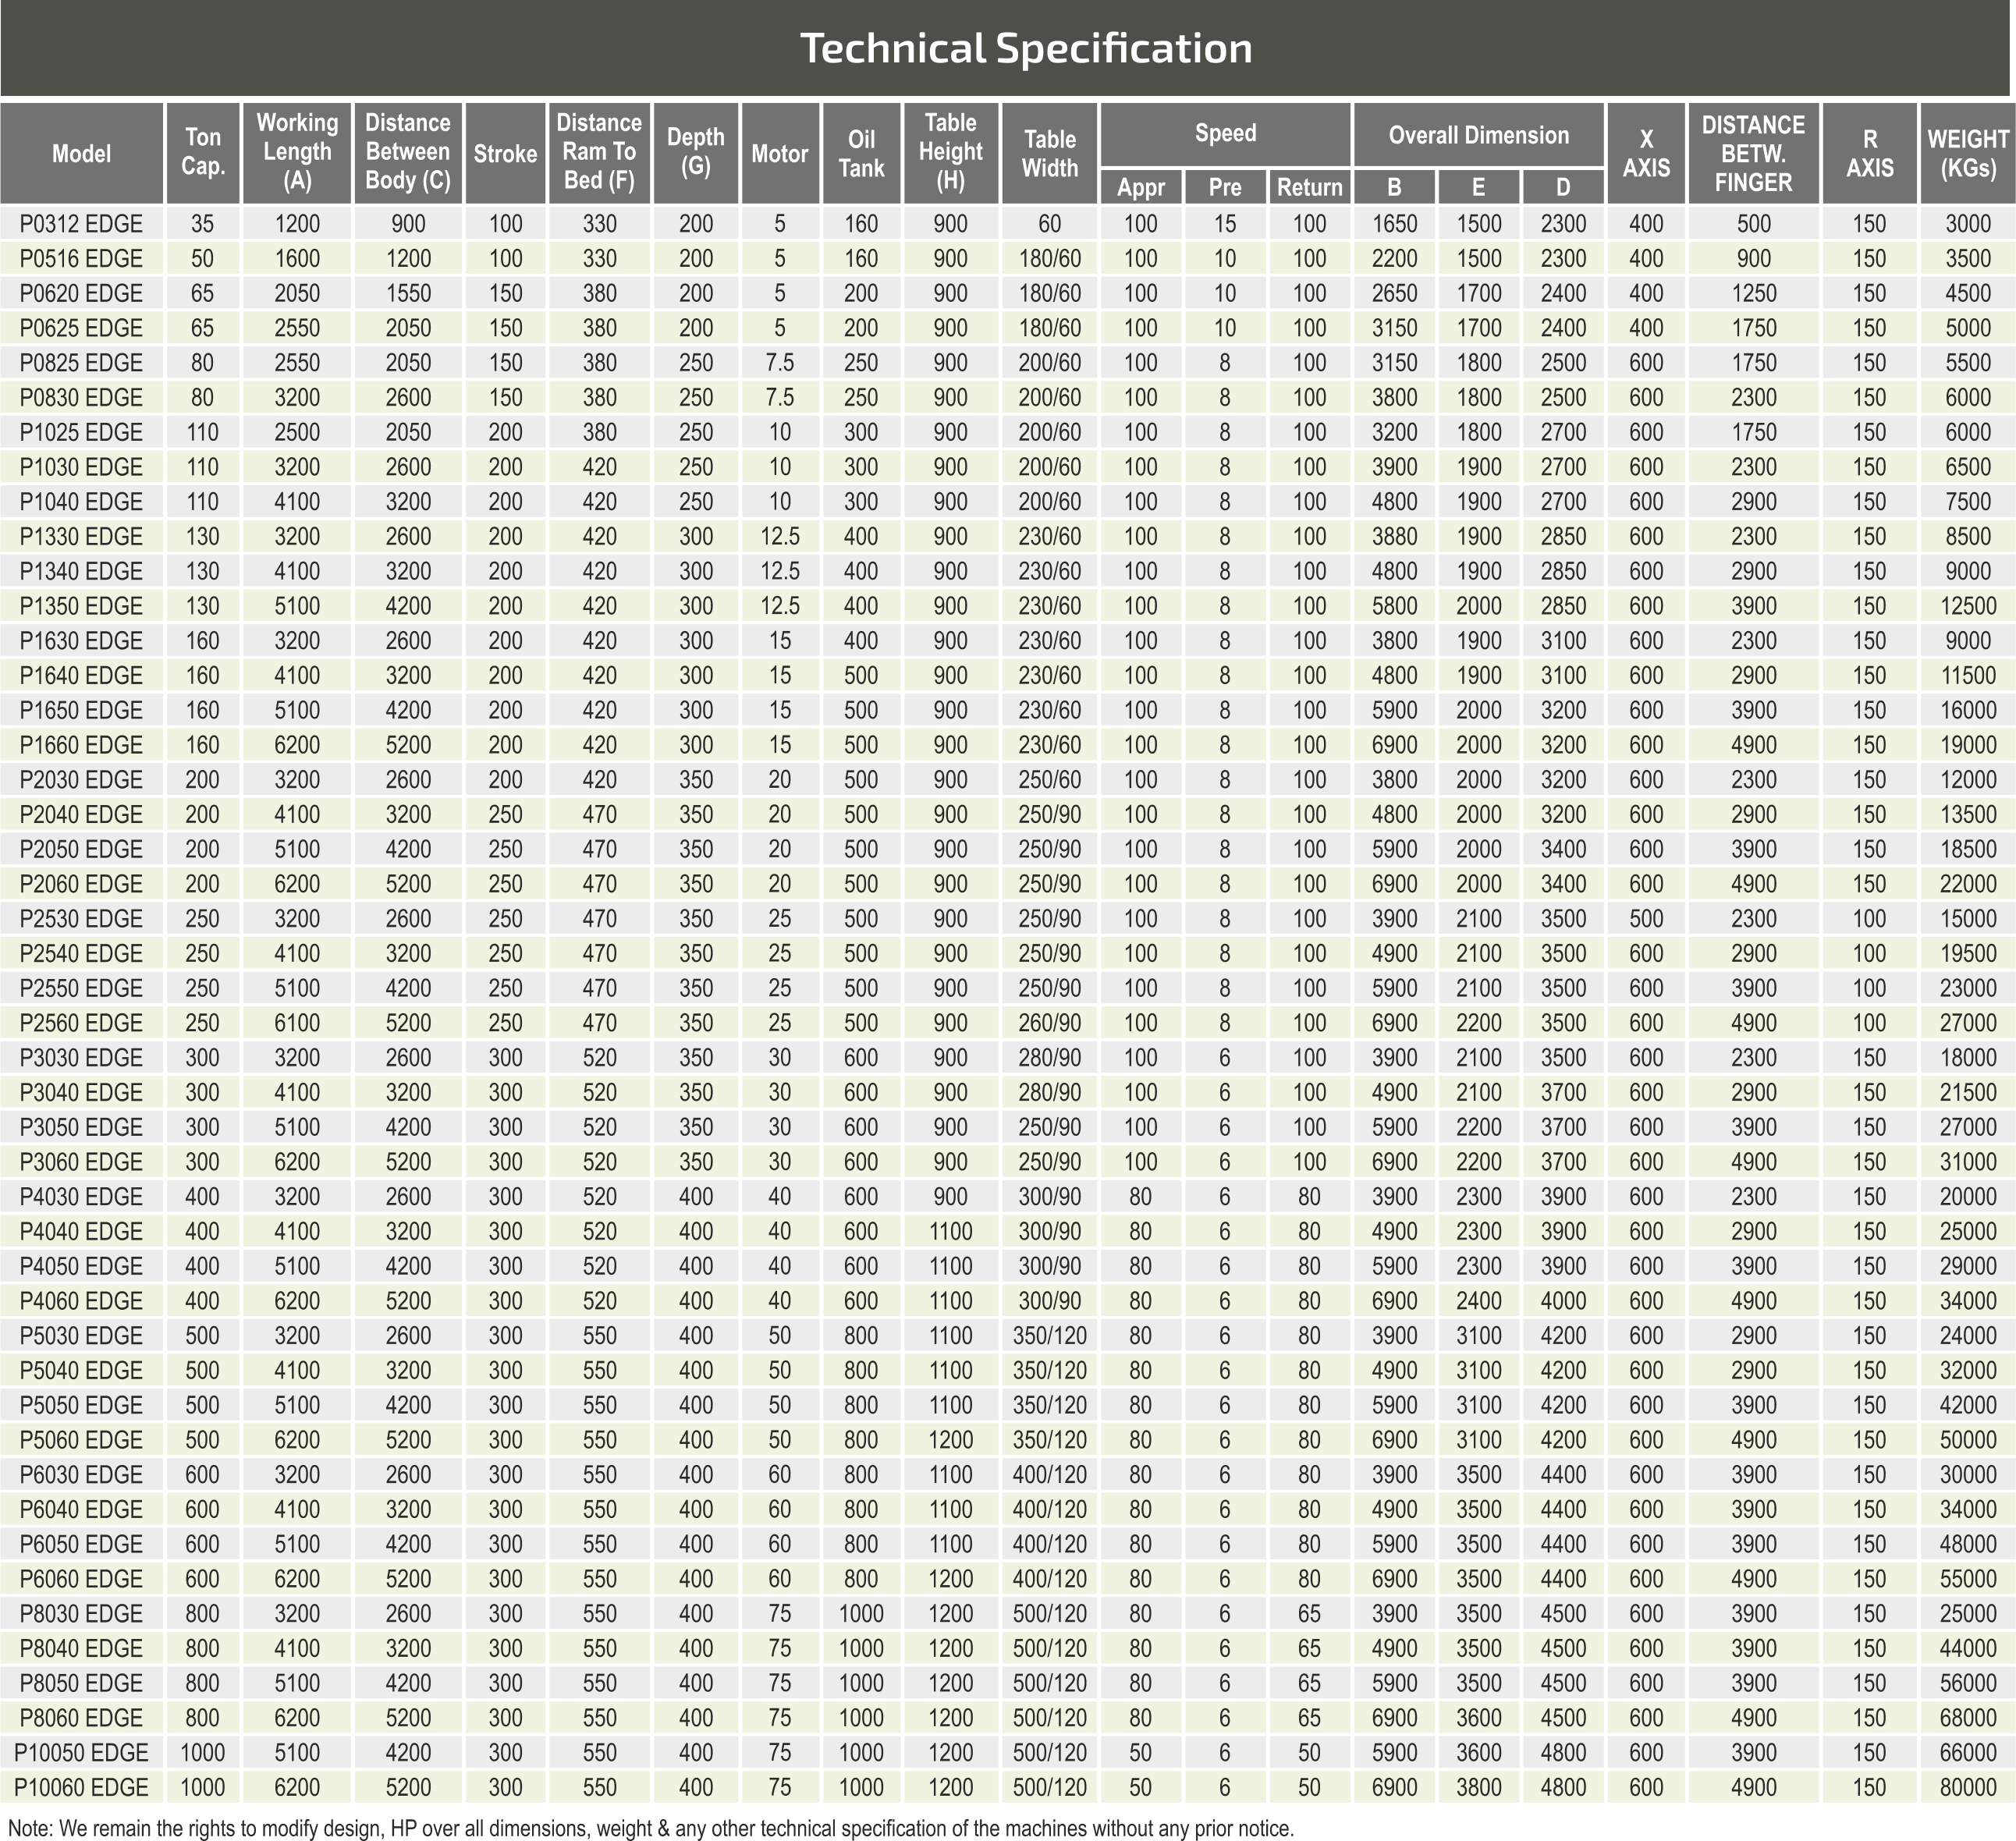 Technical Specification
Model Ton Cap. Working Length (A) Distance Between Body (C) Stroke Distance Ram To Bed (F) Depth (G) Motor Oil Tank Table Height (H) Table Width Speed Overall Dimension X AXIS DISTANCE BETW. FINGER R AXIS WEIGHT (KGs)
Appr Pre Return B E D
P0312 EDGE 35 1200 900 100 330 200 5 160 900 60 100 15 100 1650 1500 2300 400 500 150 3000
P0516 EDGE 50 1600 1200 100 330 200 5 160 900 180/60 100 10 100 2200 1500 2300 400 900 150 3500
P0620 EDGE 65 2050 1550 150 380 200 5 200 900 180/60 100 10 100 2650 1700 2400 400 1250 150 4500
P0625 EDGE 65 2550 2050 150 380 200 5 200 900 180/60 100 10 100 3150 1700 2400 400 1750 150 5000
P0825 EDGE 80 2550 2050 150 380 250 7.5 250 900 200/60 100 8 100 3150 1800 2500 600 1750 150 5500
P0830 EDGE 80 3200 2600 150 380 250 7.5 250 900 200/60 100 8 100 3800 1800 2500 600 2300 150 6000
P1025 EDGE 110 2500 2050 200 380 250 10 300 900 200/60 100 8 100 3200 1800 2700 600 1750 150 6000
P1030 EDGE 110 3200 2600 200 420 250 10 300 900 200/60 100 8 100 3900 1900 2700 600 2300 150 6500
P1040 EDGE 110 4100 3200 200 420 250 10 300 900 200/60 100 8 100 4800 1900 2700 600 2900 150 7500
P1330 EDGE 130 3200 2600 200 420 300 12.5 400 900 230/60 100 8 100 3880 1900 2850 600 2300 150 8500
P1340 EDGE 130 4100 3200 200 420 300 12.5 400 900 230/60 100 8 100 4800 1900 2850 600 2900 150 9000
P1350 EDGE 130 5100 4200 200 420 300 12.5 400 900 230/60 100 8 100 5800 2000 2850 600 3900 150 12500
P1630 EDGE 160 3200 2600 200 420 300 15 400 900 230/60 100 8 100 3800 1900 3100 600 2300 150 9000
P1640 EDGE 160 4100 3200 200 420 300 15 500 900 230/60 100 8 100 4800 1900 3100 600 2900 150 11500
P1650 EDGE 160 5100 4200 200 420 300 15 500 900 230/60 100 8 100 5900 2000 3200 600 3900 150 16000
P1660 EDGE 160 6200 5200 200 420 300 15 500 900 230/60 100 8 100 6900 2000 3200 600 4900 150 19000
P2030 EDGE 200 3200 2600 200 420 350 20 500 900 250/60 100 8 100 3800 2000 3200 600 2300 150 12000
P2040 EDGE 200 4100 3200 250 470 350 20 500 900 250/90 100 8 100 4800 2000 3200 600 2900 150 13500
P2050 EDGE 200 5100 4200 250 470 350 20 500 900 250/90 100 8 100 5900 2000 3400 600 3900 150 18500
P2060 EDGE 200 6200 5200 250 470 350 20 500 900 250/90 100 8 100 6900 2000 3400 600 4900 150 22000
P2530 EDGE 250 3200 2600 250 470 350 25 500 900 250/90 100 8 100 3900 2100 3500 500 2300 100 15000
P2540 EDGE 250 4100 3200 250 470 350 25 500 900 250/90 100 8 100 4900 2100 3500 600 2900 100 19500
P2550 EDGE 250 5100 4200 250 470 350 25 500 900 250/90 100 8 100 5900 2100 3500 600 3900 100 23000
P2560 EDGE 250 6100 5200 250 470 350 25 500 900 260/90 100 8 100 6900 2200 3500 600 4900 100 27000
P3030 EDGE 300 3200 2600 300 520 350 30 600 900 280/90 100 6 100 3900 2100 3500 600 2300 150 18000
P3040 EDGE 300 4100 3200 300 520 350 30 600 900 280/90 100 6 100 4900 2100 3700 600 2900 150 21500
P3050 EDGE 300 5100 4200 300 520 350 30 600 900 250/90 100 6 100 5900 2200 3700 600 3900 150 27000
P3060 EDGE 300 6200 5200 300 520 350 30 600 900 250/90 100 6 100 6900 2200 3700 600 4900 150 31000
P4030 EDGE 400 3200 2600 300 520 400 40 600 900 300/90 80 6 80 3900 2300 3900 600 2300 150 20000
P4040 EDGE 400 4100 3200 300 520 400 40 600 1100 300/90 80 6 80 4900 2300 3900 600 2900 150 25000
P4050 EDGE 400 5100 4200 300 520 400 40 600 1100 300/90 80 6 80 5900 2300 3900 600 3900 150 29000
P4060 EDGE 400 6200 5200 300 520 400 40 600 1100 300/90 80 6 80 6900 2400 4000 600 4900 150 34000
P5030 EDGE 500 3200 2600 300 550 400 50 800 1100 350/120 80 6 80 3900 3100 4200 600 2900 150 24000
P5040 EDGE 500 4100 3200 300 550 400 50 800 1100 350/120 80 6 80 4900 3100 4200 600 2900 150 32000
P5050 EDGE 500 5100 4200 300 550 400 50 800 1100 350/120 80 6 80 5900 3100 4200 600 3900 150 42000
P5060 EDGE 500 6200 5200 300 550 400 50 800 1200 350/120 80 6 80 6900 3100 4200 600 4900 150 50000
P6030 EDGE 600 3200 2600 300 550 400 60 800 1100 400/120 80 6 80 3900 3500 4400 600 3900 150 30000
P6040 EDGE 600 4100 3200 300 550 400 60 800 1100 400/120 80 6 80 4900 3500 4400 600 3900 150 34000
P6050 EDGE 600 5100 4200 300 550 400 60 800 1100 400/120 80 6 80 5900 3500 4400 600 3900 150 48000
P6060 EDGE 600 6200 5200 300 550 400 60 800 1200 400/120 80 6 80 6900 3500 4400 600 4900 150 55000
P8030 EDGE 800 3200 2600 300 550 400 75 1000 1200 500/120 80 6 65 3900 3500 4500 600 3900 150 25000
P8040 EDGE 800 4100 3200 300 550 400 75 1000 1200 500/120 80 6 65 4900 3500 4500 600 3900 150 44000
P8050 EDGE 800 5100 4200 300 550 400 75 1000 1200 500/120 80 6 65 5900 3500 4500 600 3900 150 56000
P8060 EDGE 800 6200 5200 300 550 400 75 1000 1200 500/120 80 6 65 6900 3600 4500 600 4900 150 68000
P10050 EDGE 1000 5100 4200 300 550 400 75 1000 1200 500/120 50 6 50 5900 3600 4800 600 3900 150 66000
P10060 EDGE 1000 6200 5200 300 550 400 75 1000 1200 500/120 50 6 50 6900 3800 4800 600 4900 150 80000
Note: We remain the rights to modify design, HP over all dimensions, weight & any other technical specification of the machines without any prior notice.